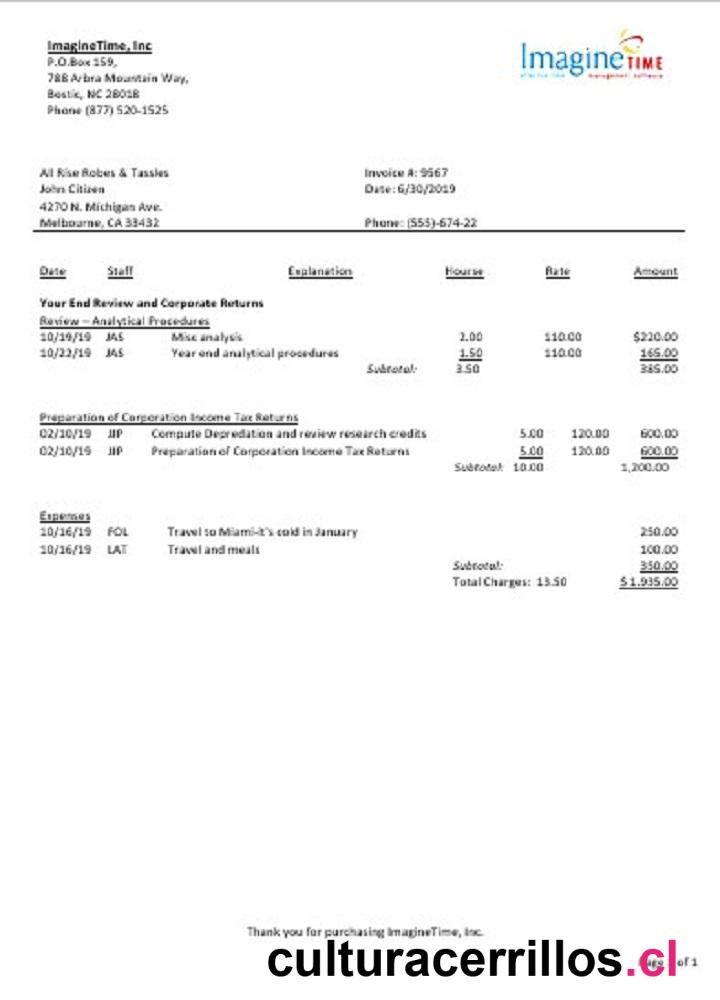 ImagineTime, Inc
P.O.Box 159,
788 Arbra Mountain Way,
Bostic, NC 28018
Phone (877) 520-1525
ImagineTIME
management software
All Rise Robes & Tassles
Invoice #: 9567
John Citizen
Date: 6/30/2019
4270 N. Michigan Ave.
Melbourne, CA 33432
Phone: (555)-674-22
Date Staff Explanation Hourse Rate Amount
Your End Review and Corporate Returns
Review – Analytical Procedures
10/19/19 JAS Misc analysis 2.00 110.00 $220.00
10/22/19 JAS Year end analytical procedures 1.50 110.00 165.00
Subtotal: 3.50 385.00
Preparation of Corporation Income Tax Returns
02/10/19 JJP Compute Depredation and review research credits 5.00 120.00 600.00
02/10/19 JJP Preparation of Corporation Income Tax Returns 5.00 120.00 600.00
Subtotal: 10.00 1,200.00
Expenses
10/16/19 FOL Travel to Miami-it's cold in January 250.00
10/16/19 LAT Travel and meals 100.00
Subtotal: 350.00
Total Charges: 13.50 $1.935.00
Thank you for purchasing ImagineTime, Inc.
culturacerrillos.cl
of 1